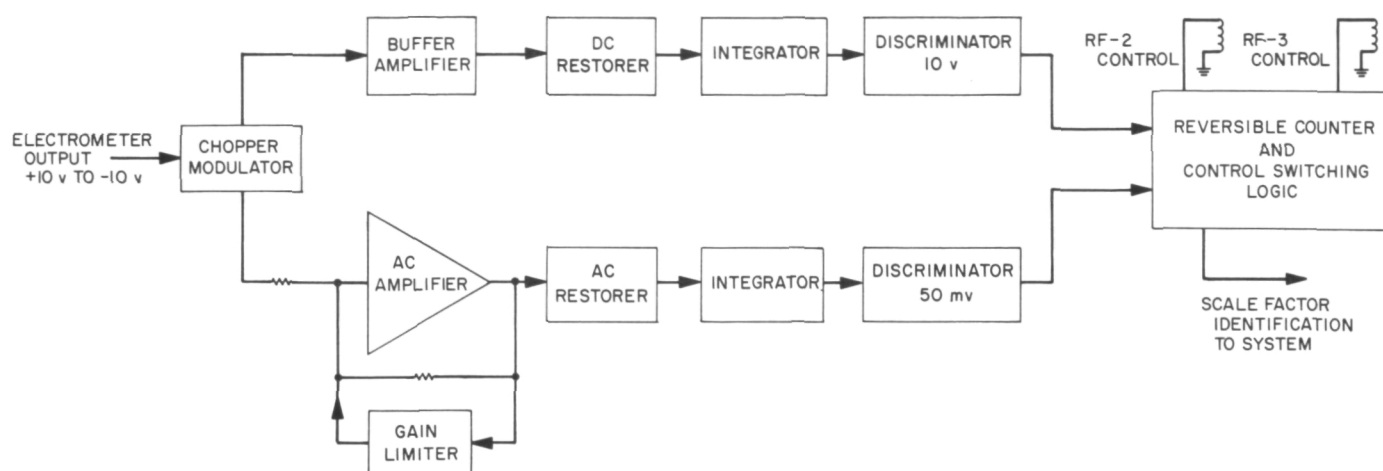 ELECTROMETER
OUTPUT
+10 v TO -10 v
CHOPPER
MODULATOR
BUFFER
AMPLIFIER
DC
RESTORER
INTEGRATOR
DISCRIMINATOR
10 v
AC
AMPLIFIER
GAIN
LIMITER
AC
RESTORER
INTEGRATOR
DISCRIMINATOR
50 mv
RF-2
CONTROL
RF-3
CONTROL
REVERSIBLE COUNTER
AND
CONTROL SWITCHING
LOGIC
SCALE FACTOR
IDENTIFICATION
TO SYSTEM